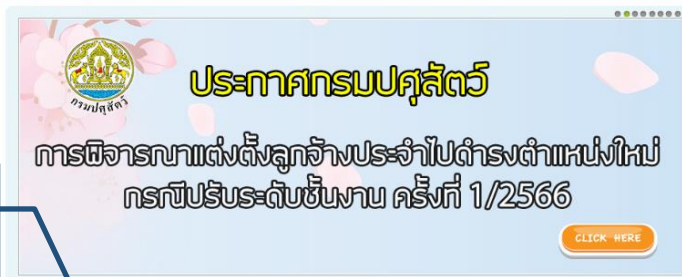 ประกาศกรมปศุสัตว์
กรมปศุสัตว์
การพิจารณาแต่งตั้งลูกจ้างประจำไปดำรงตำแหน่งใหม่
กรณีปรับระดับชั้นงาน ครั้งที่ 1/2566
CLICK HERE